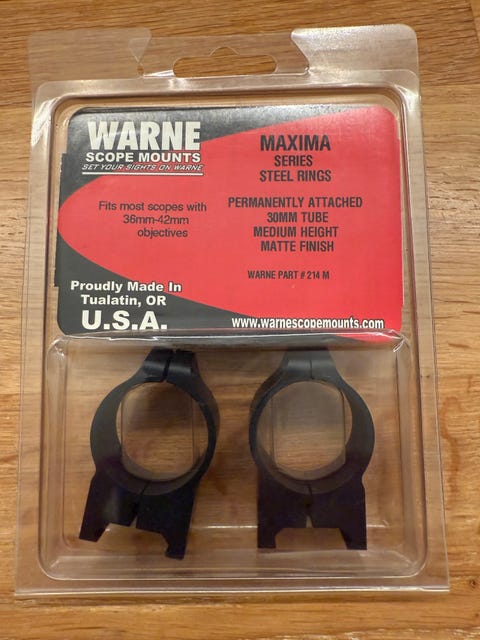 WARNE
SCOPE MOUNTS
SET YOUR SIGHTS ON WARNE
Fits most scopes with
36mm-42mm
objectives
Proudly Made In
Tualatin, OR
U.S.A.
MAXIMA
SERIES
STEEL RINGS
PERMANENTLY ATTACHED
30MM TUBE
MEDIUM HEIGHT
MATTE FINISH
WARNE PART # 214 M
www.warnescopemounts.com